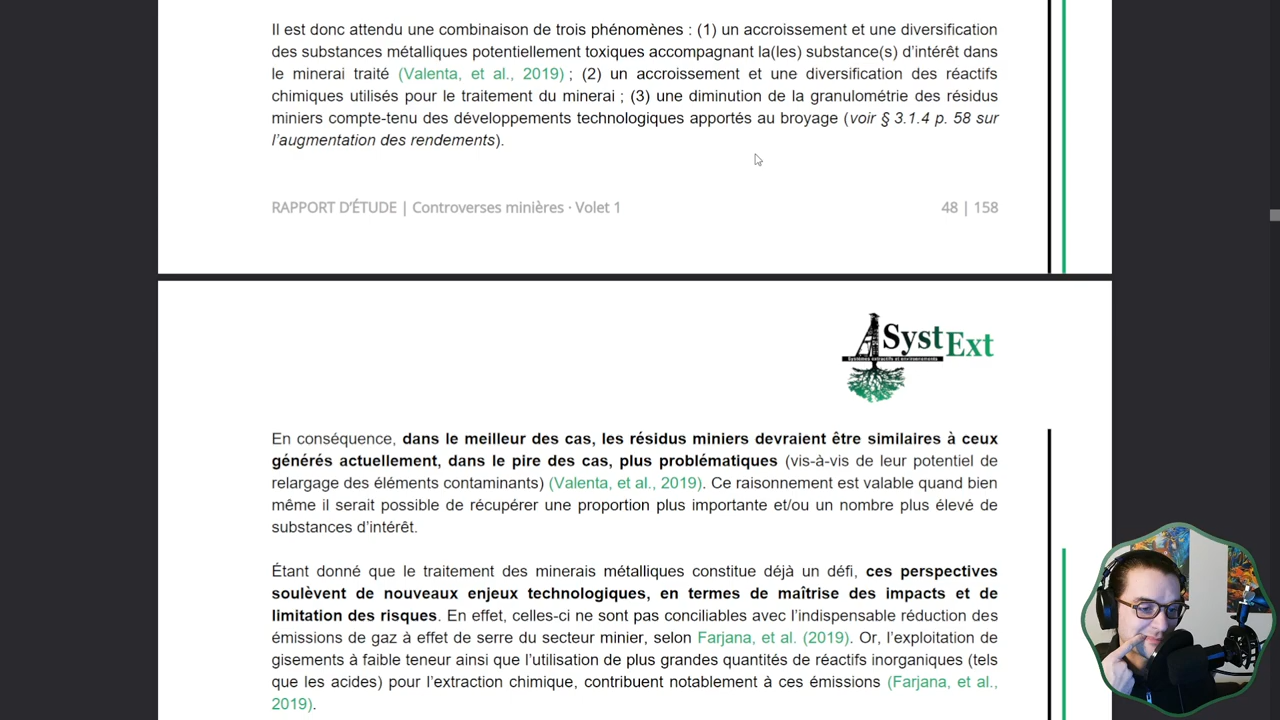 Il est donc attendu une combinaison de trois phénomènes : (1) un accroissement et une diversification
des substances métalliques potentiellement toxiques accompagnant la(les) substance(s) d’intérêt dans
le minerai traité (Valenta, et al., 2019) ; (2) un accroissement et une diversification des réactifs
chimiques utilisés pour le traitement du minerai ; (3) une diminution de la granulométrie des résidus
miniers compte-tenu des développements technologiques apportés au broyage (voir § 3.1.4 p. 58 sur
l’augmentation des rendements).
RAPPORT D’ÉTUDE | Controverses minières · Volet 1 48 | 158
SystExt
Systèmes extractifs et environnements
En conséquence, dans le meilleur des cas, les résidus miniers devraient être similaires à ceux
générés actuellement, dans le pire des cas, plus problématiques (vis-à-vis de leur potentiel de
relargage des éléments contaminants) (Valenta, et al., 2019). Ce raisonnement est valable quand bien
même il serait possible de récupérer une proportion plus importante et/ou un nombre plus élevé de
substances d’intérêt.
Étant donné que le traitement des minerais métalliques constitue déjà un défi, ces perspectives
soulèvent de nouveaux enjeux technologiques, en termes de maîtrise des impacts et de
limitation des risques. En effet, celles-ci ne sont pas conciliables avec l’indispensable réduction des
émissions de gaz à effet de serre du secteur minier, selon Farjana, et al. (2019). Or, l’exploitation de
gisements à faible teneur ainsi que l’utilisation de plus grandes quantités de réactifs inorganiques (tels
que les acides) pour l’extraction chimique, contribuent notablement à ces émissions (Farjana, et al.,
2019).